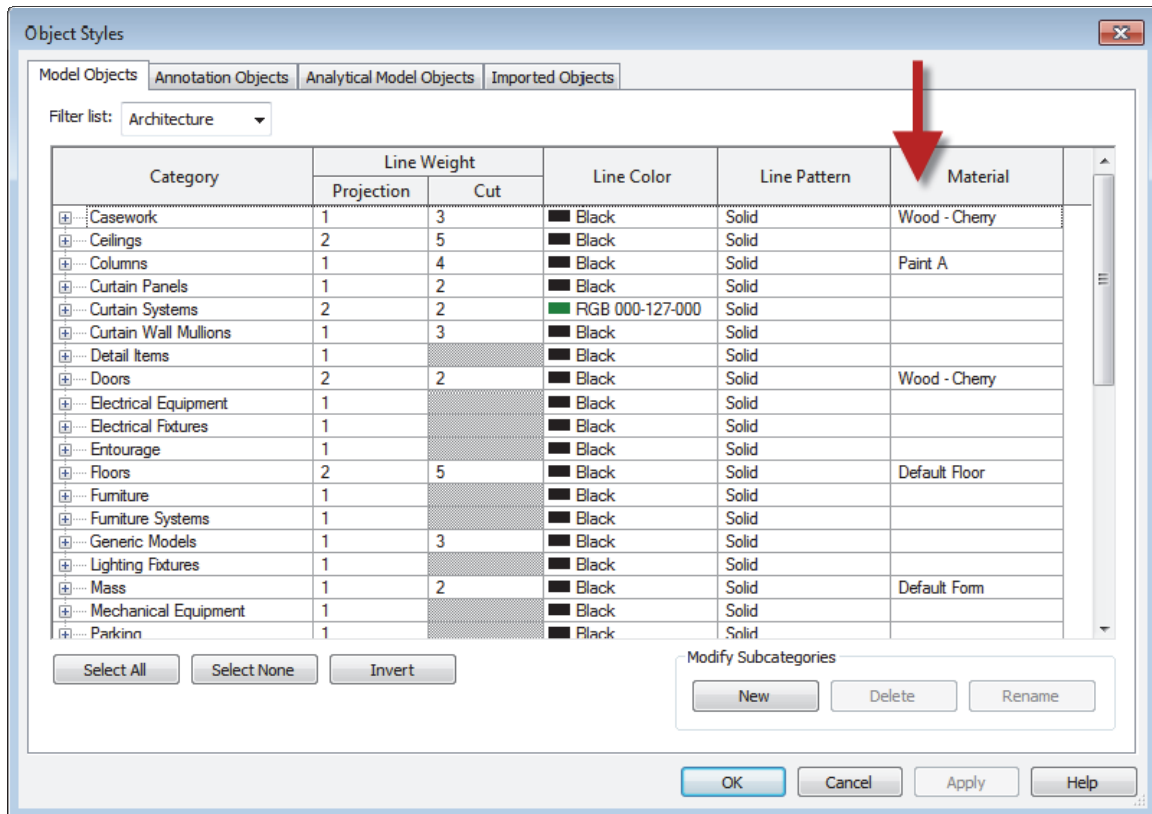 Object Styles
Model Objects Annotation Objects Analytical Model Objects Imported Objects
Filter list: Architecture
Category Line Weight Line Color Line Pattern Material
Projection Cut
Casework 1 3 Black Solid Wood - Cherry
Ceilings 2 5 Black Solid
Columns 1 4 Black Solid Paint A
Curtain Panels 1 2 Black Solid
Curtain Systems 2 2 RGB 000-127-000 Solid
Curtain Wall Mullions 1 3 Black Solid
Detail Items 1 Black Solid
Doors 2 2 Black Solid Wood - Cherry
Electrical Equipment 1 Black Solid
Electrical Fixtures 1 Black Solid
Entourage 1 Black Solid
Floors 2 5 Black Solid Default Floor
Furniture 1 Black Solid
Furniture Systems 1 Black Solid
Generic Models 1 3 Black Solid
Lighting Fixtures 1 Black Solid
Mass 1 2 Black Solid Default Form
Mechanical Equipment 1 Black Solid
Parking 1 Black Solid
Select All Select None Invert
Modify Subcategories
New Delete Rename
OK Cancel Apply Help